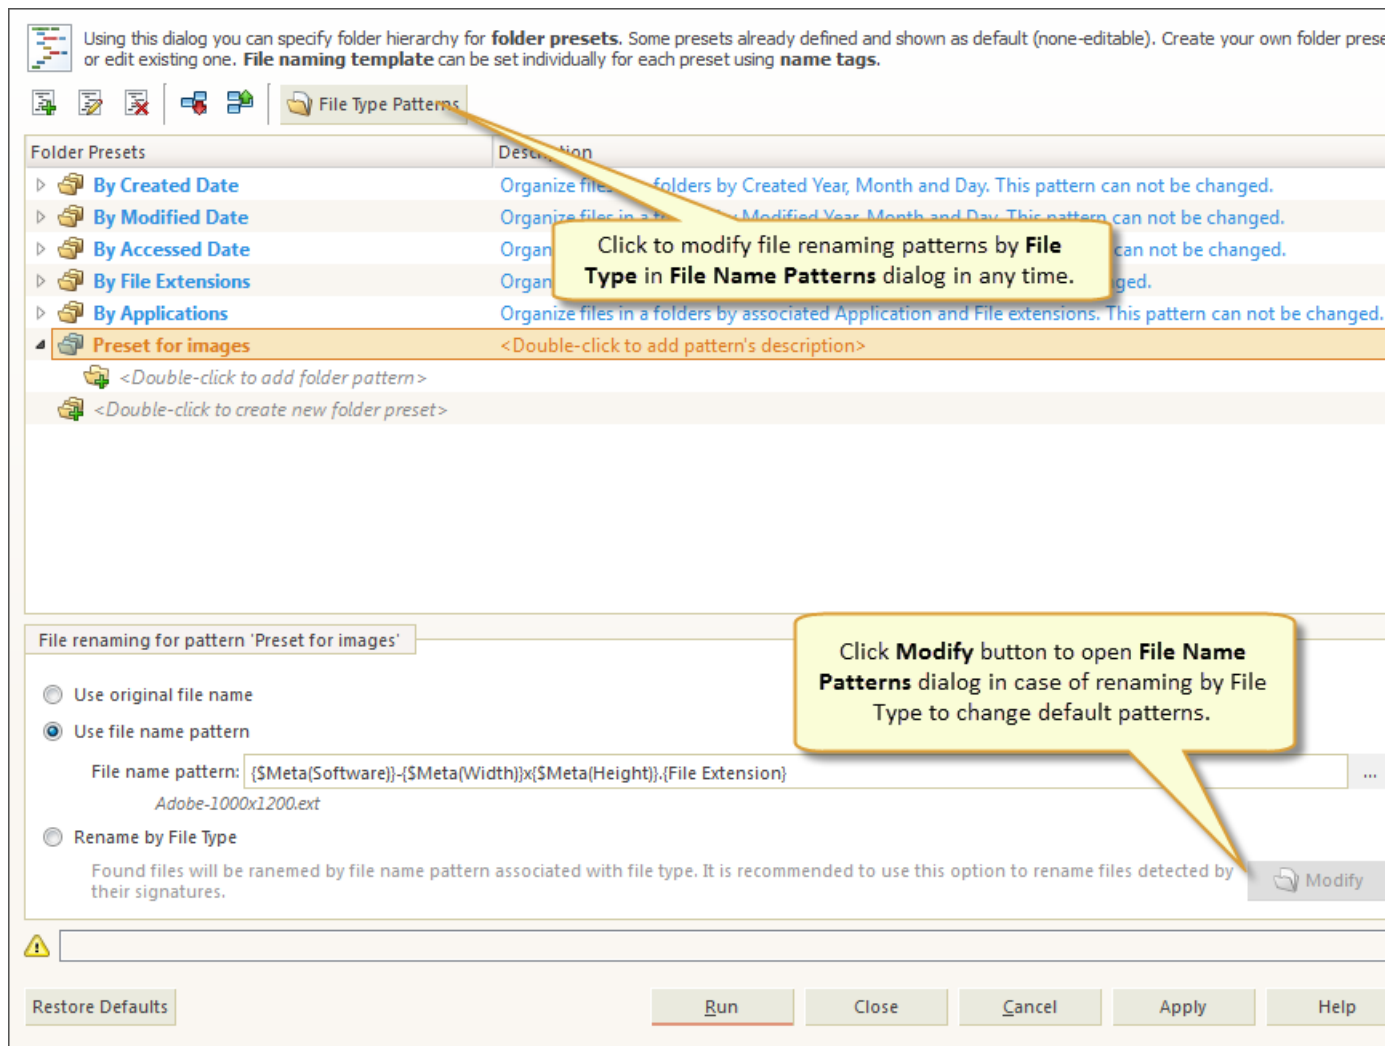 Using this dialog you can specify folder hierarchy for folder presets. Some presets already defined and shown as default (none-editable). Create your own folder prese
or edit existing one. File naming template can be set individually for each preset using name tags.
File Type Patterns
Folder Presets Description
By Created Date Organize files folders by Created Year, Month and Day. This pattern can not be changed.
By Modified Date Organize files in a by Modified Year, Month and Day. This pattern can not be changed.
Click to modify file renaming patterns by File
By Accessed Date Organ can not be changed.
Type in File Name Patterns dialog in any time.
By File Extensions Organ ged.
By Applications Organize files in a folders by associated Application and File extensions. This pattern can not be changed.
Preset for images <Double-click to add pattern's description>
<Double-click to add folder pattern>
<Double-click to create new folder preset>
File renaming for pattern 'Preset for images'
Click Modify button to open File Name
Patterns dialog in case of renaming by File
Type to change default patterns.
Use original file name
Use file name pattern
File name pattern: {$Meta(Software)}-{$Meta(Width)}x{$Meta(Height)}.{File Extension} ...
Adobe-1000x1200.ext
Rename by File Type
Found files will be ranemed by file name pattern associated with file type. It is recommended to use this option to rename files detected by
their signatures.
Modify
Restore Defaults Run Close Cancel Apply Help